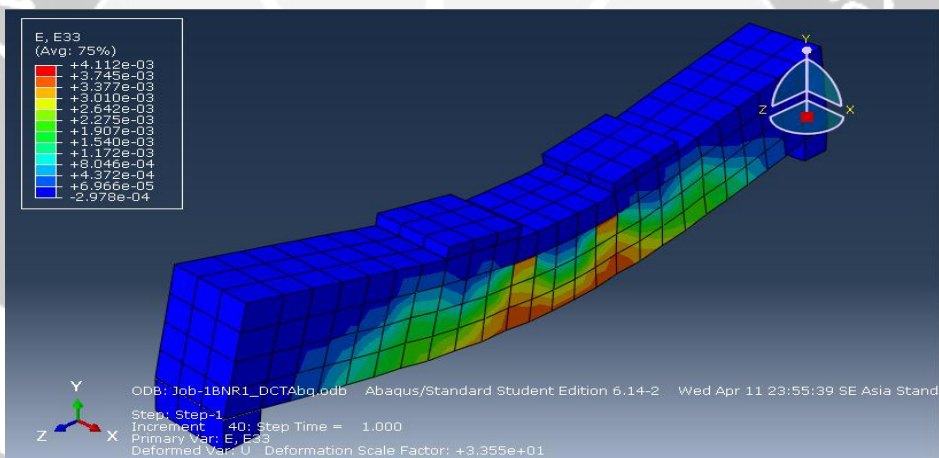 E, E33
(Avg: 75%)
+4.112e-03
+3.745e-03
+3.377e-03
+3.010e-03
+2.642e-03
+2.275e-03
+1.907e-03
+1.540e-03
+1.172e-03
+8.046e-04
+4.372e-04
+6.966e-05
-2.978e-04
Y
Z
X
Y
Z
X
ODB: Job-1BNR1_DCTAbq.odb Abaqus/Standard Student Edition 6.14-2 Wed Apr 11 23:55:39 SE Asia Stand
Step: Step-1
Increment 40: Step Time = 1.000
Primary Var: E, E33
Deformed Var: U Deformation Scale Factor: +3.355e+01